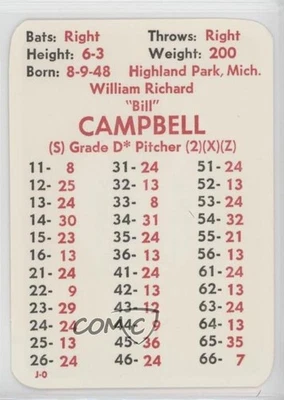 Bats: Right Throws: Right
Height: 6-3 Weight: 200
Born: 8-9-48 Highland Park, Mich.
William Richard
"Bill"
CAMPBELL
(S) Grade D* Pitcher (2)(X)(Z)
11- 8 31-24 51-24
12-25 32-13 52-13
13-24 33-24 53-24
14-30 34-31 54-32
15-23 35-24 55-21
16- 8 36-13 56-13
21-24 41-24 61-24
22- 9 42-13 62-13
23-29 43-12 63-24
24-24 44- 9 64-13
25-13 45-36 65-35
26-24 46-24 66- 7
J-O
COMC